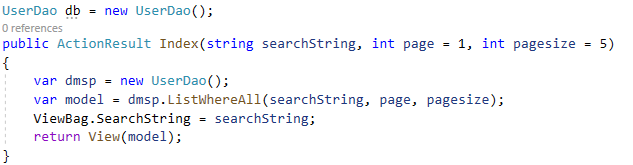 UserDao db = new UserDao();
0 references
public ActionResult Index(string searchString, int page = 1, int pagesize = 5)
{
    var dmsp = new UserDao();
    var model = dmsp.ListWhereAll(searchString, page, pagesize);
    ViewBag.SearchString = searchString;
    return View(model);
}